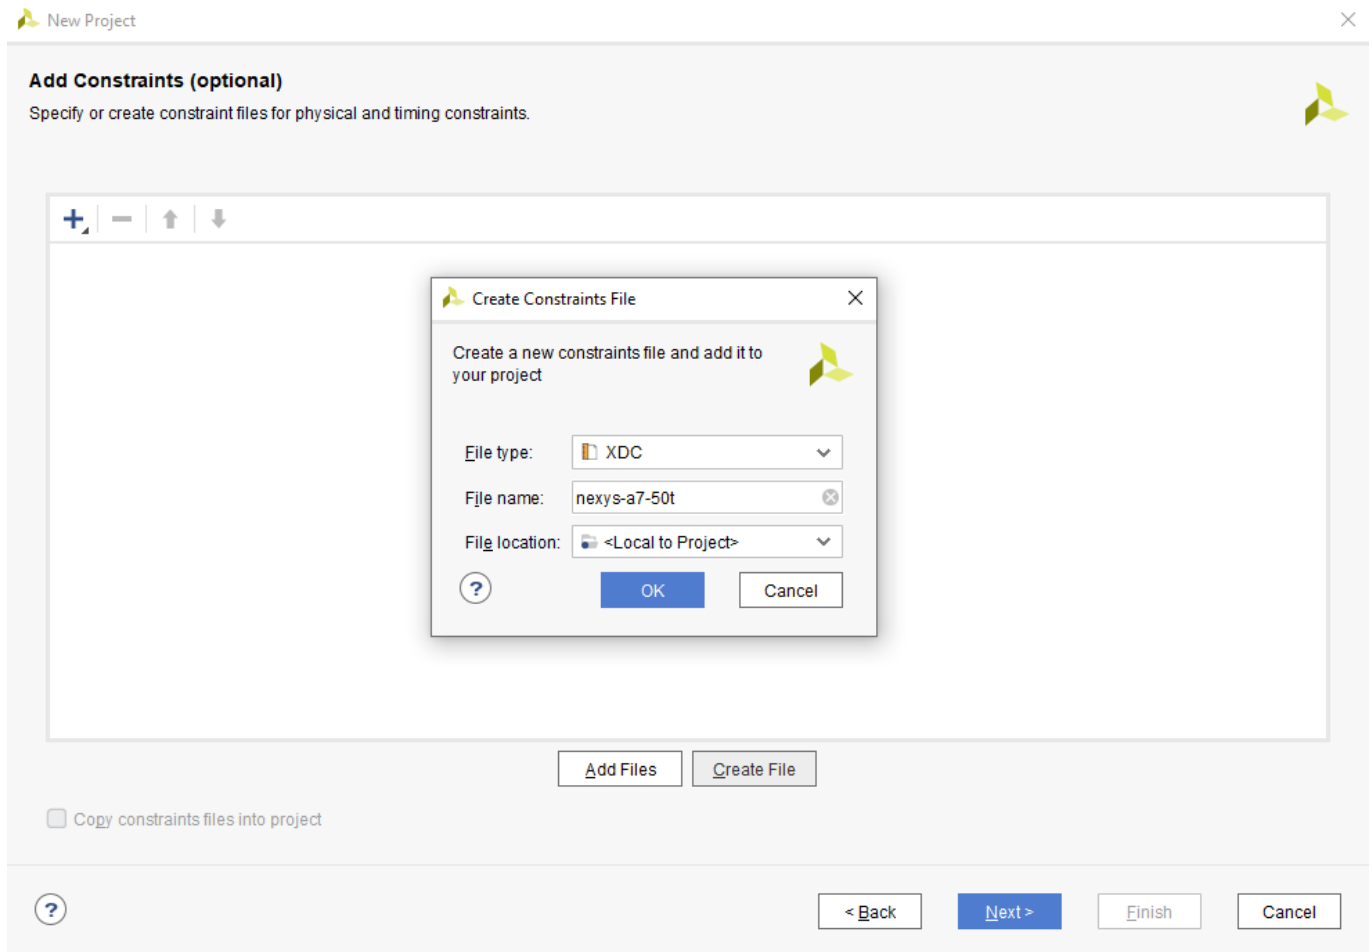 New Project
Add Constraints (optional)
Specify or create constraint files for physical and timing constraints.
Create Constraints File
Create a new constraints file and add it to
your project
File type: XDC
File name: nexys-a7-50t
File location: <Local to Project>
? OK Cancel
Add Files Create File
Copy constraints files into project
? < Back Next > Finish Cancel